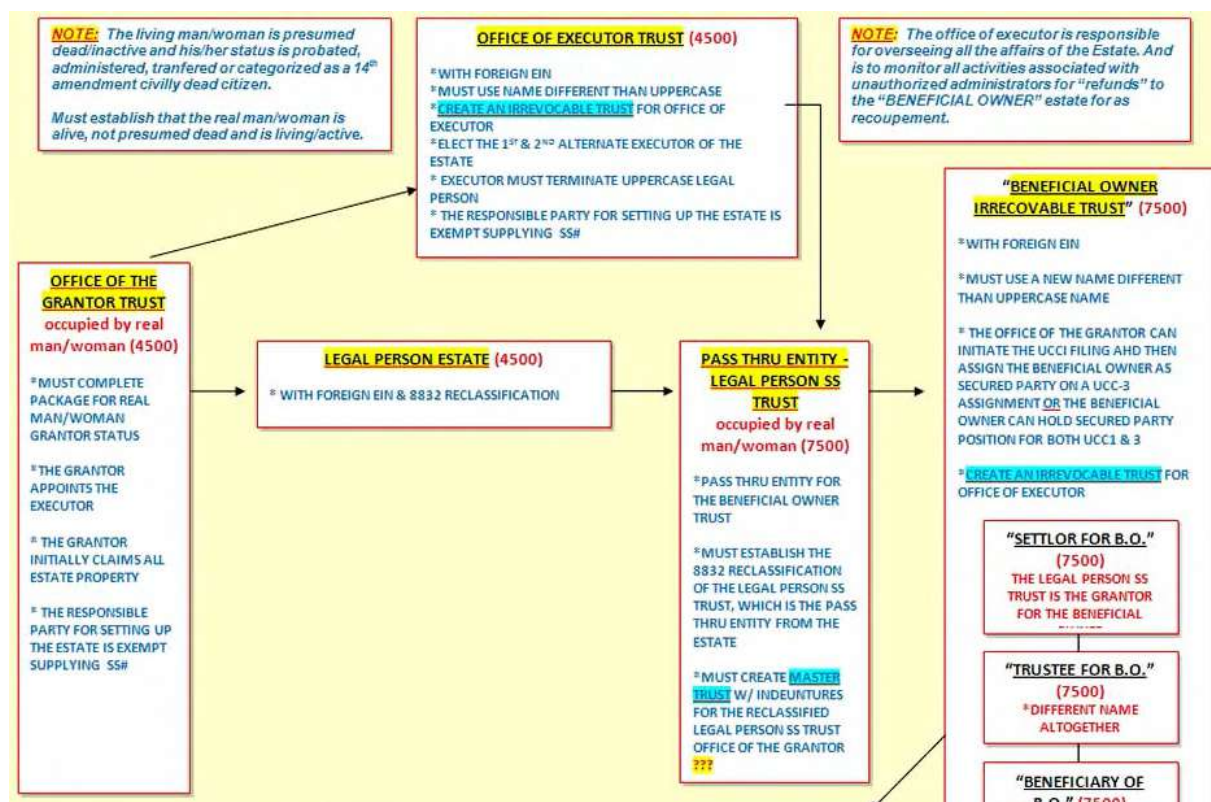 NOTE: The living man/woman is presumed
dead/inactive and his/her status is probated,
administered, tranfered or categorized as a 14th
amendment civilly dead citizen.
Must establish that the real man/woman is
alive, not presumed dead and is living/active.
OFFICE OF EXECUTOR TRUST (4500)
*WITH FOREIGN EIN
*MUST USE NAME DIFFERENT THAN UPPERCASE
*CREATE AN IRREVOCABLE TRUST FOR OFFICE OF
EXECUTOR
*ELECT THE 1ST & 2ND ALTERNATE EXECUTOR OF THE
ESTATE
* EXECUTOR MUST TERMINATE UPPERCASE LEGAL
PERSON
* THE RESPONSIBLE PARTY FOR SETTING UP THE ESTATE IS
EXEMPT SUPPLYING SS#
NOTE: The office of executor is responsible
for overseeing all the affairs of the Estate. And
is to monitor all activities associated with
unauthorized administrators for "refunds" to
the "BENEFICIAL OWNER" estate for as
recoupement.
OFFICE OF THE
GRANTOR TRUST
occupied by real
man/woman (4500)
*MUST COMPLETE
PACKAGE FOR REAL
MAN/WOMAN
GRANTOR STATUS
*THE GRANTOR
APPOINTS THE
EXECUTOR
* THE GRANTOR
INITIALLY CLAIMS ALL
ESTATE PROPERTY
* THE RESPONSIBLE
PARTY FOR SETTING UP
THE ESTATE IS EXEMPT
SUPPLYING SS#
LEGAL PERSON ESTATE (4500)
* WITH FOREIGN EIN & 8832 RECLASSIFICATION
PASS THRU ENTITY -
LEGAL PERSON SS
TRUST
occupied by real
man/woman (7500)
*PASS THRU ENTITY FOR
THE BENEFICIAL OWNER
TRUST
*MUST ESTABLISH THE
8832 RECLASSIFICATION
OF THE LEGAL PERSON SS
TRUST, WHICH IS THE PASS
THRU ENTITY FROM THE
ESTATE
*MUST CREATE MASTER
TRUST W/ INDEUNTURES
FOR THE RECLASSIFIED
LEGAL PERSON SS TRUST
OFFICE OF THE GRANTOR
???
"BENEFICIAL OWNER
IRRECOVABLE TRUST" (7500)
*WITH FOREIGN EIN
*MUST USE A NEW NAME DIFFERENT
THAN UPPERCASE NAME
* THE OFFICE OF THE GRANTOR CAN
INITIATE THE UCCI FILING AHD THEN
ASSIGN THE BENEFICIAL OWNER AS
SECURED PARTY ON A UCC-3
ASSIGNMENT OR THE BENEFICIAL
OWNER CAN HOLD SECURED PARTY
POSITION FOR BOTH UCC1 & 3
*CREATE AN IRREVOCABLE TRUST FOR
OFFICE OF EXECUTOR
"SETTLOR FOR B.O."
(7500)
THE LEGAL PERSON SS
TRUST IS THE GRANTOR
FOR THE BENEFICIAL
"TRUSTEE FOR B.O."
(7500)
*DIFFERENT NAME
ALTOGETHER
"BENEFICIARY OF
B.O." (7500)